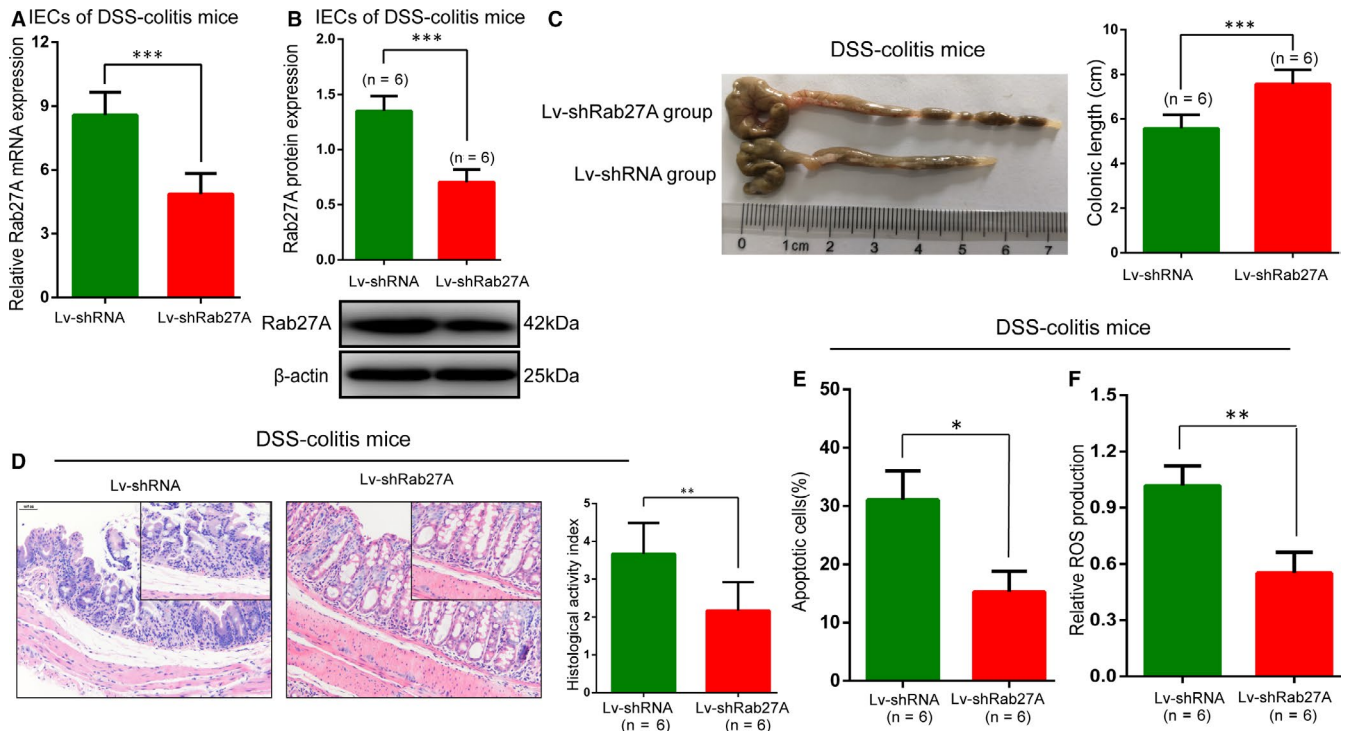 A
IECs of DSS-colitis mice
Relative Rab27A mRNA expression
12
9
6
3
0
***
Lv-shRNA
Lv-shRab27A
B
IECs of DSS-colitis mice
Rab27A protein expression
2.0
1.5
1.0
0.5
0.0
***
(n = 6)
(n = 6)
Lv-shRNA
Lv-shRab27A
Rab27A
42kDa
β-actin
25kDa
C
DSS-colitis mice
Lv-shRab27A group
Lv-shRNA group
0 1cm 2 3 4 5 6 7
Colonic length (cm)
10
8
6
4
2
0
***
(n = 6)
(n = 6)
Lv-shRNA
Lv-shRab27A
DSS-colitis mice
D
Lv-shRNA
Lv-shRab27A
Histological activity index
5
4
3
2
1
0
**
Lv-shRNA
(n = 6)
Lv-shRab27A
(n = 6)
DSS-colitis mice
E
Apoptotic cells(%)
50
40
30
20
10
0
*
Lv-shRNA
(n = 6)
Lv-shRab27A
(n = 6)
F
Relative ROS production
1.5
1.2
0.9
0.6
0.3
0.0
**
Lv-shRNA
(n = 6)
Lv-shRab27A
(n = 6)